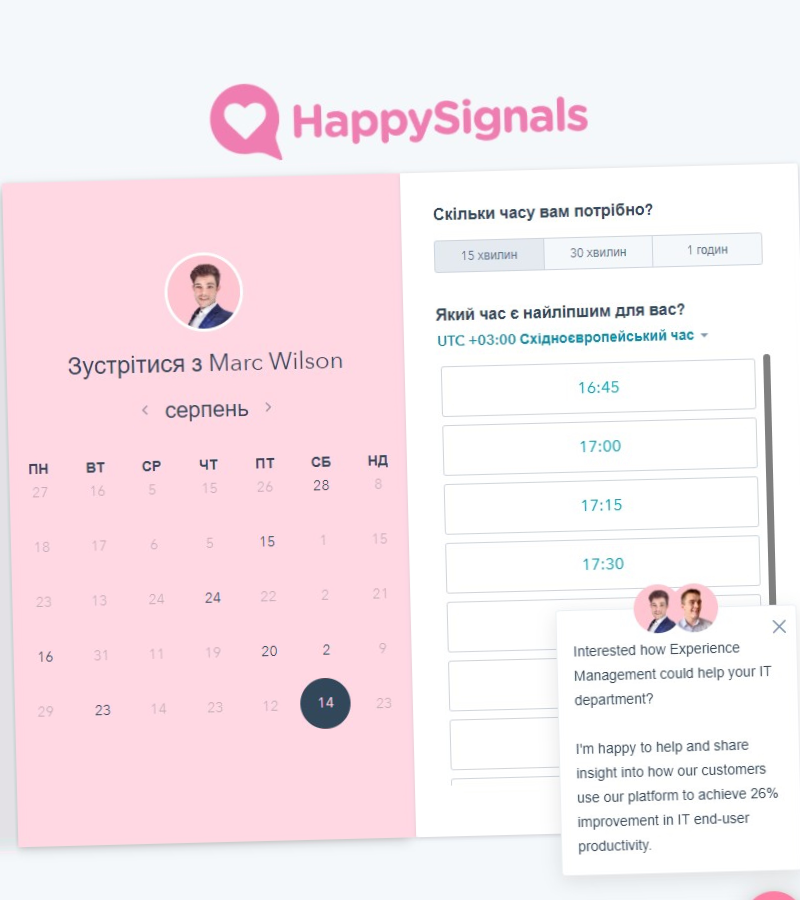 HappySignals
Зустрітися з Marc Wilson
серпень
ПН ВТ СР ЧТ ПТ СБ НД
27 16 5 15 26 28 8
18 17 6 5 15 1 15
23 13 24 24 22 2 21
16 31 11 19 20 2 9
29 23 14 23 12 14 23
Скільки часу вам потрібно?
15 хвилин 30 хвилин 1 годин
Який час є найліпшим для вас?
UTC +03:00 Східноєвропейський час
16:45
17:00
17:15
17:30
Interested how Experience
Management could help your IT
department?
I'm happy to help and share
insight into how our customers
use our platform to achieve 26%
improvement in IT end-user
productivity.